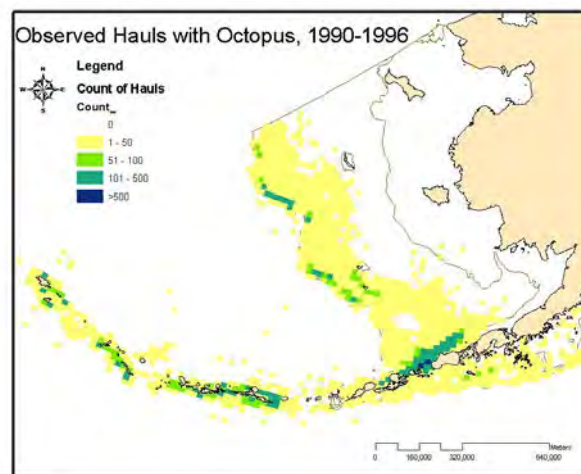 Observed Hauls with Octopus, 1990-1996
Legend
Count of Hauls
Count_
0
1 - 50
51 - 100
101 - 500
>500
N
W
E
S
Meters
0 160,000 320,000 640,000